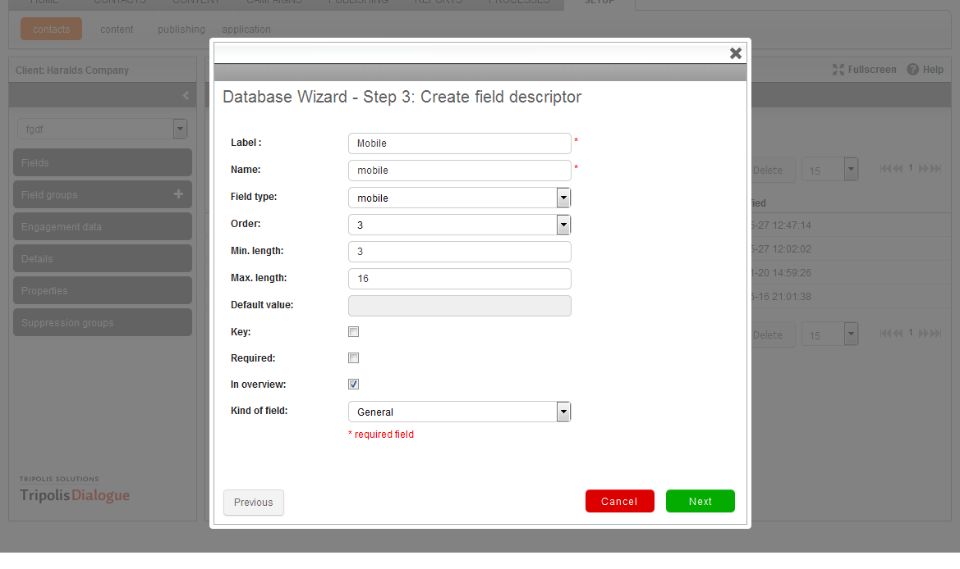 HOME CONTACTS CONTENT CAMPAIGNS PUBLISHING REPORTS PROCESSES SETUP
contacts content publishing application
Client: Haralds Company
Fullscreen Help
Database Wizard - Step 3: Create field descriptor
fgdf
Label : Mobile *
Name: mobile *
Fields
Delete 15 1
Field type: mobile
Field groups +
ied
Order: 3
Engagement data
-27 12:47:14
Min. length: 3
-27 12:02:02
Details
Max. length: 16
-20 14:59:26
Properties
-16 21:01:38
Default value:
Suppression groups
Key:
Delete 15 1
Required:
In overview:
Kind of field: General
* required field
TRIPOLIS SOLUTIONS
TripolisDialogue
Previous Cancel Next